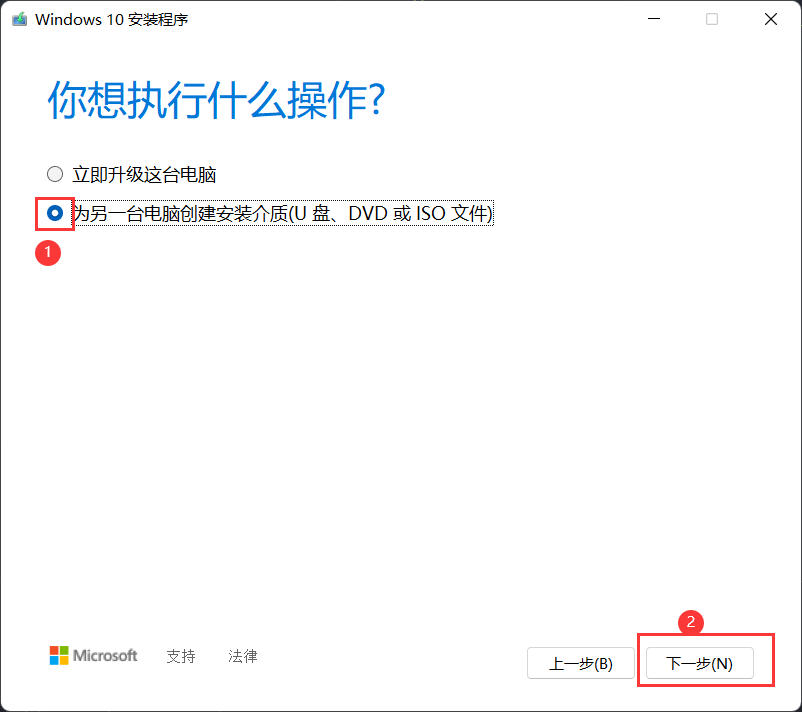 Windows 10 安装程序
你想执行什么操作?
立即升级这台电脑
为另一台电脑创建安装介质(U 盘、DVD 或 ISO 文件)
1
2
Microsoft 支持 法律 上一步(B) 下一步(N)